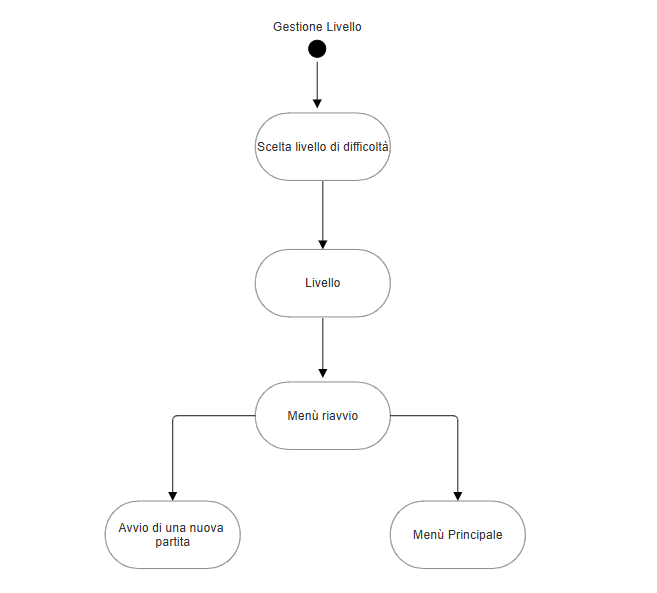 Gestione Livello
Scelta livello di difficoltà
Livello
Menù riavvio
Avvio di una nuova
partita
Menù Principale